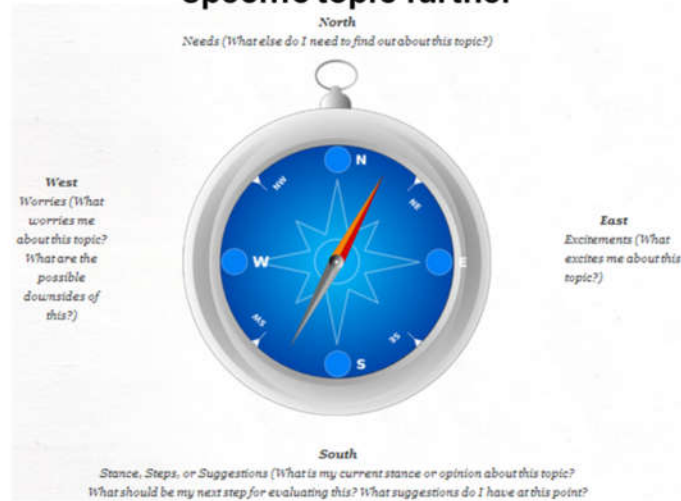 specific topic further
North
Needs (What else do I need to find out about this topic?)
N
NW
NE
West
Worries (What
worries me
about this topic?
What are the
possible
downsides of
this?)
W
E
East
Excitements (What
excites me about this
topic?)
SW
SE
S
South
Stance, Steps, or Suggestions (What is my current stance or opinion about this topic?
What should be my next step for evaluating this? What suggestions do I have at this point?